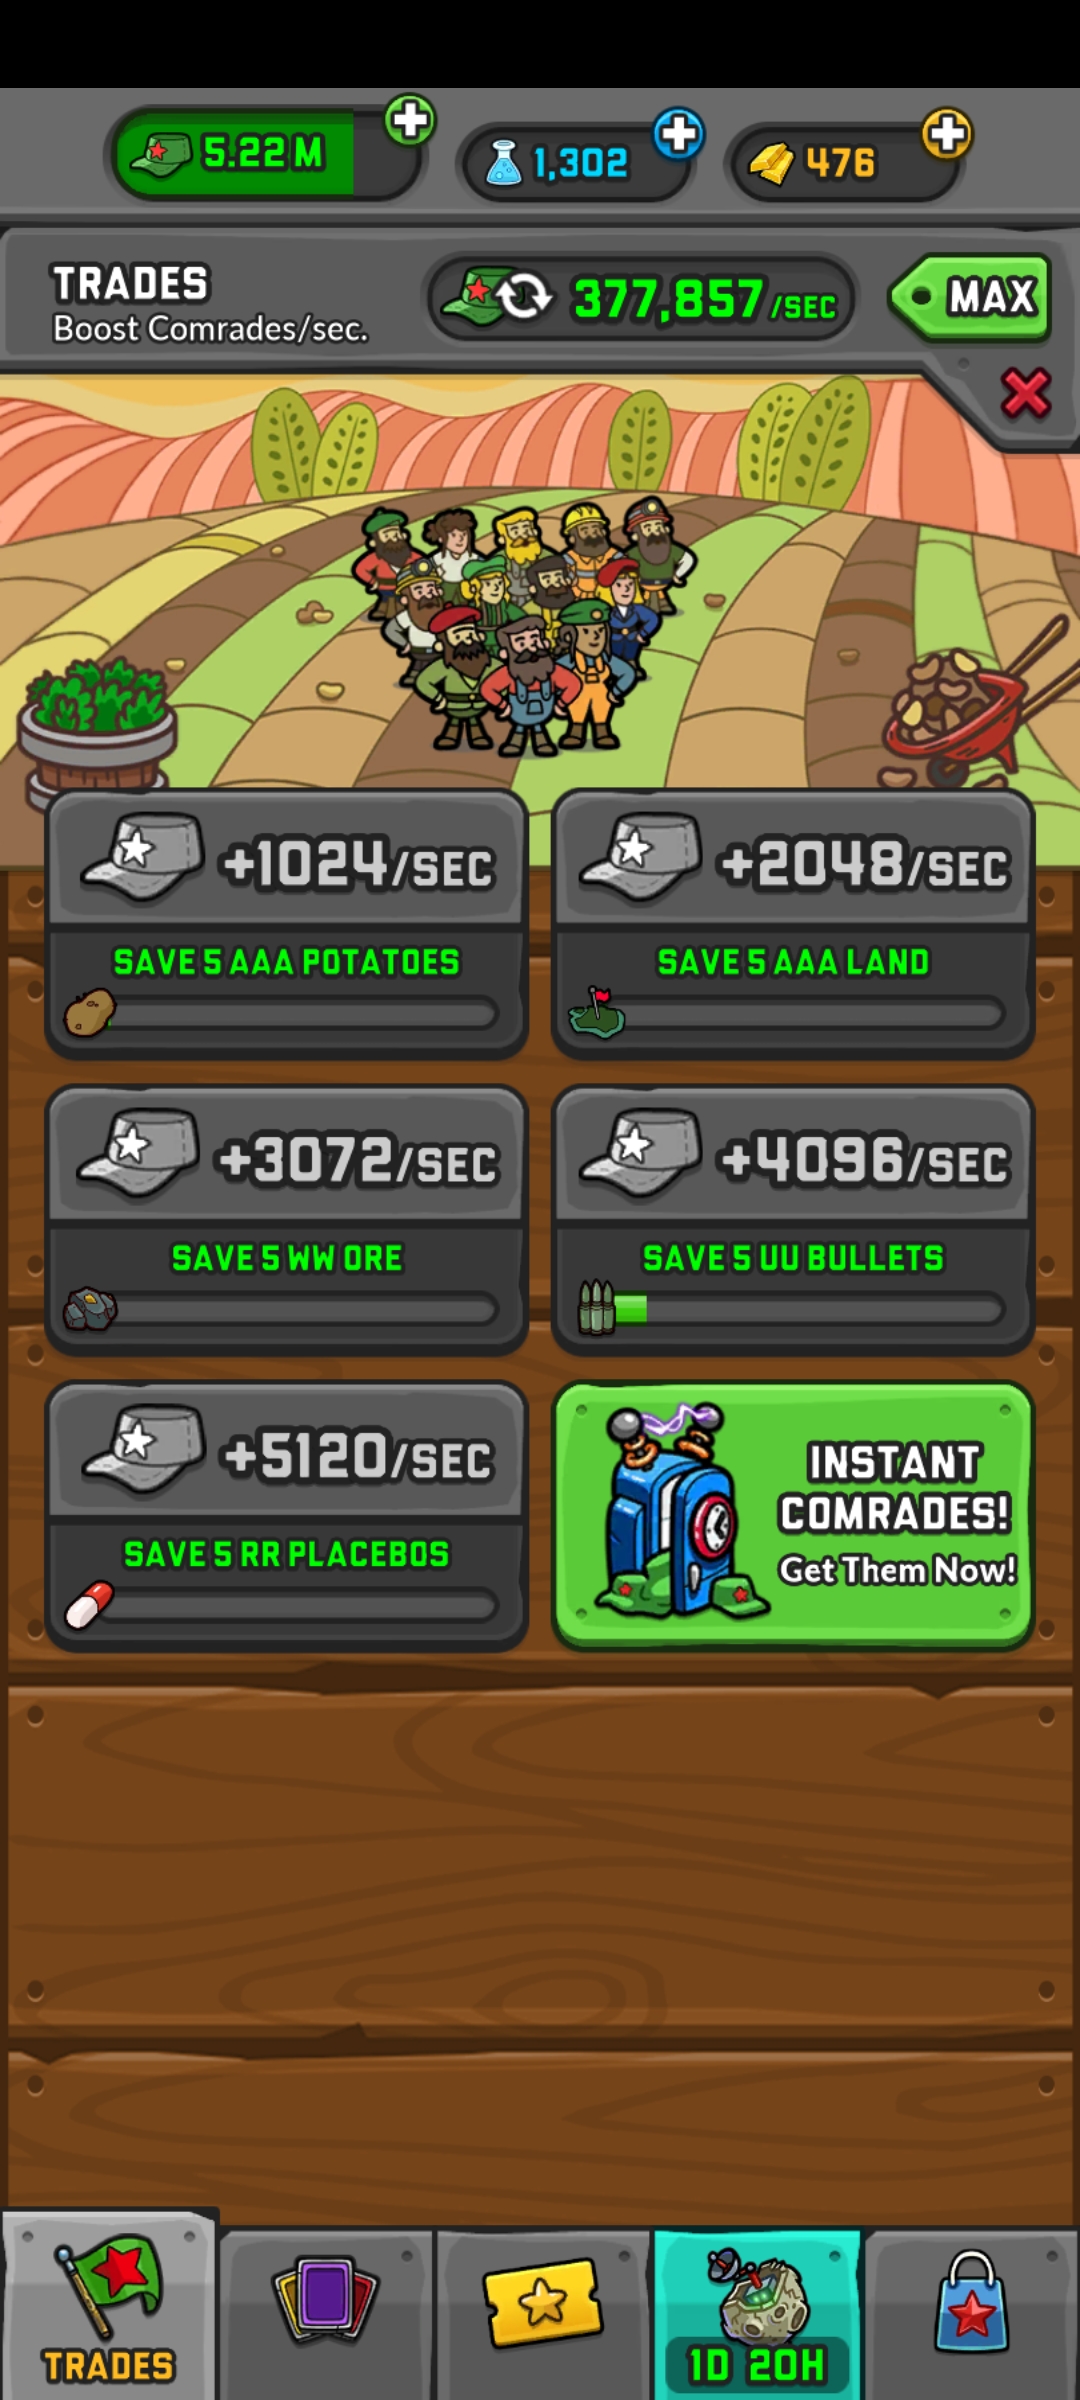 5.22 M
1,302
476
TRADES
Boost Comrades/sec.
377,857 /SEC
MAX
+1024/SEC
SAVE 5 AAA POTATOES
+2048/SEC
SAVE 5 AAA LAND
+3072/SEC
SAVE 5 WW ORE
+4096/SEC
SAVE 5 UU BULLETS
+5120/SEC
SAVE 5 RR PLACEBOS
INSTANT
COMRADES!
Get Them Now!
TRADES
1D 20H